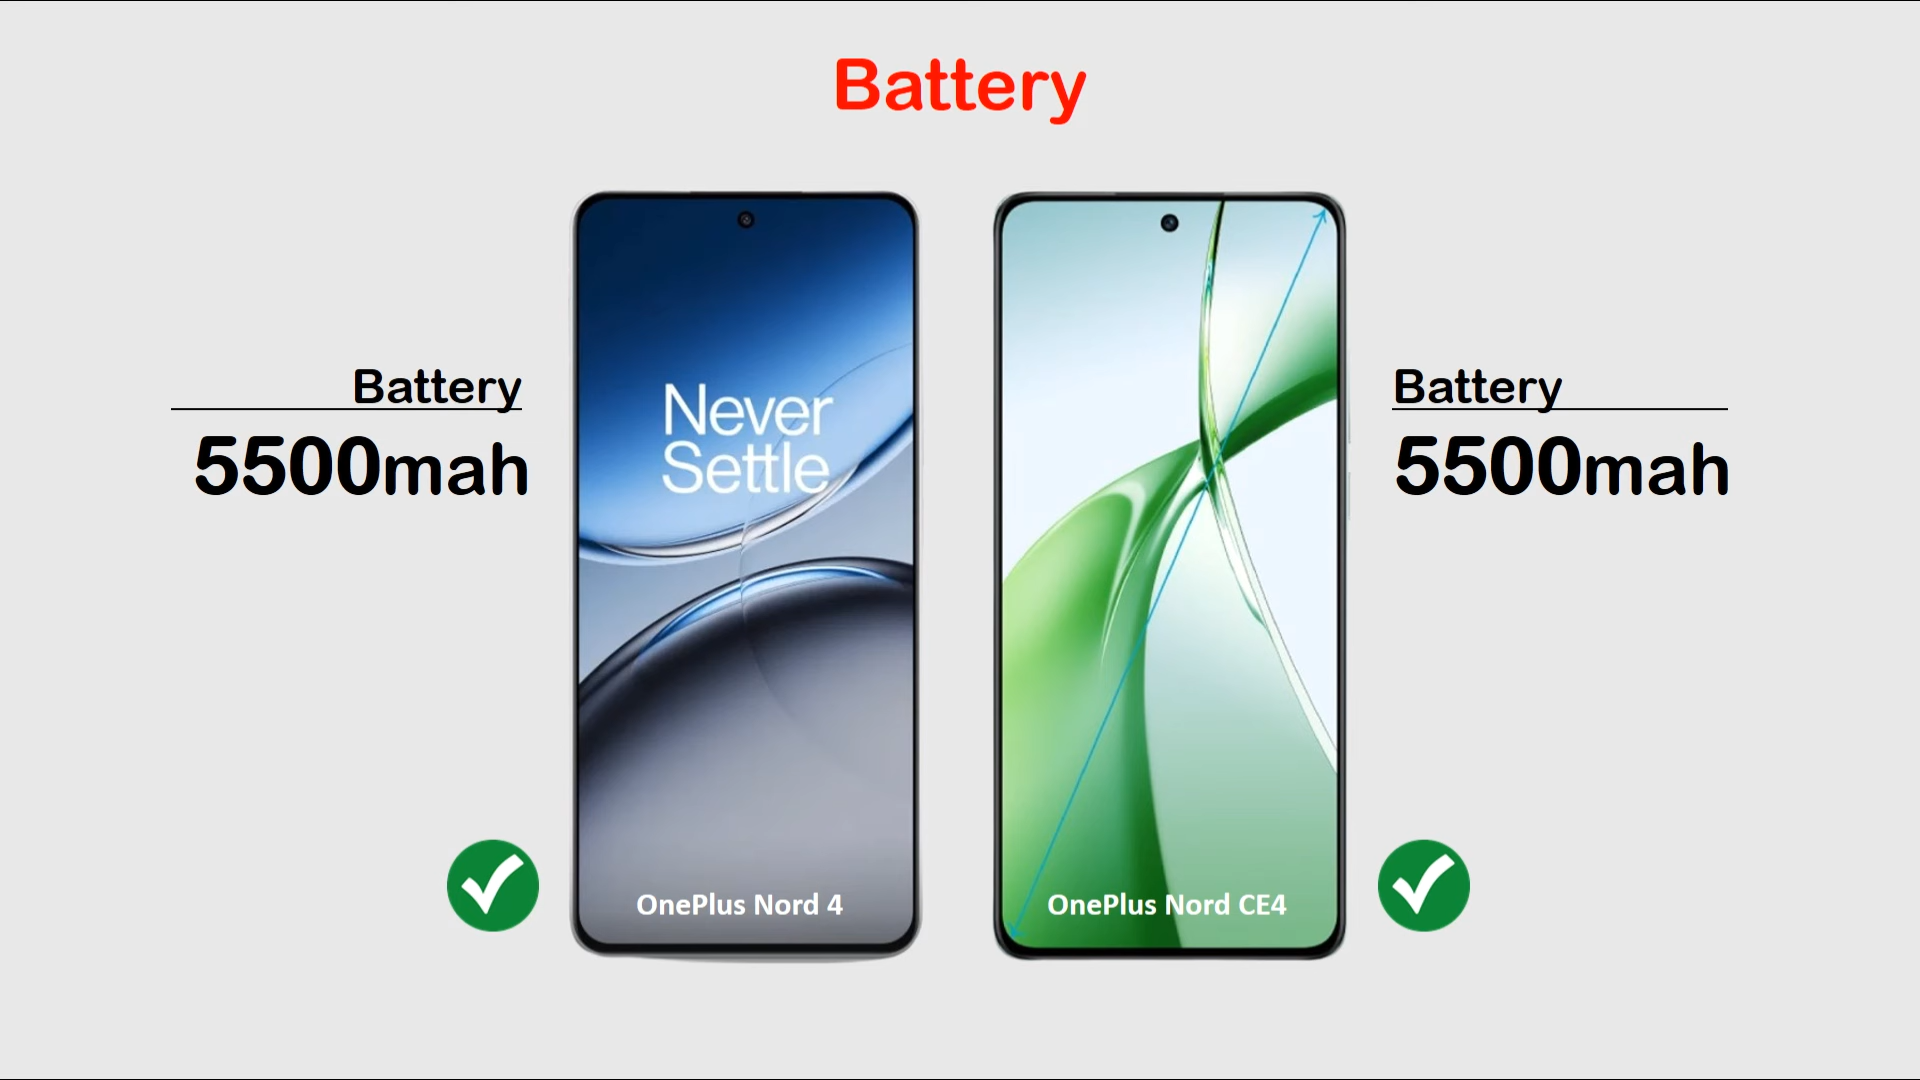 Battery
Battery
5500mah
Never
Settle
OnePlus Nord 4
Battery
5500mah
OnePlus Nord CE4